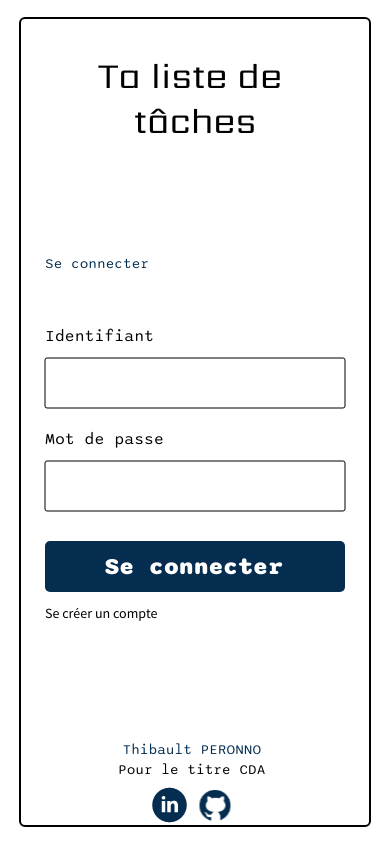 Ta liste de
tâches
Se connecter
Identifiant
Mot de passe
Se connecter
Se créer un compte
Thibault PERONNO
Pour le titre CDA
in